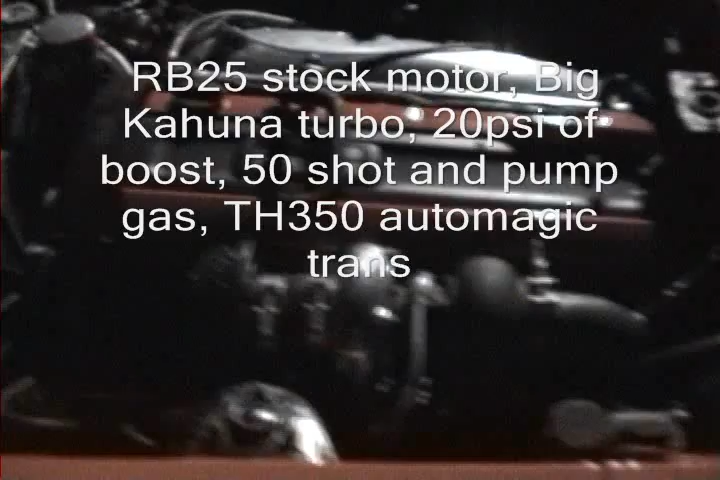 RB25 stock motor, Big
Kahuna turbo, 20psi of
boost, 50 shot and pump
gas, TH350 automagic
trans